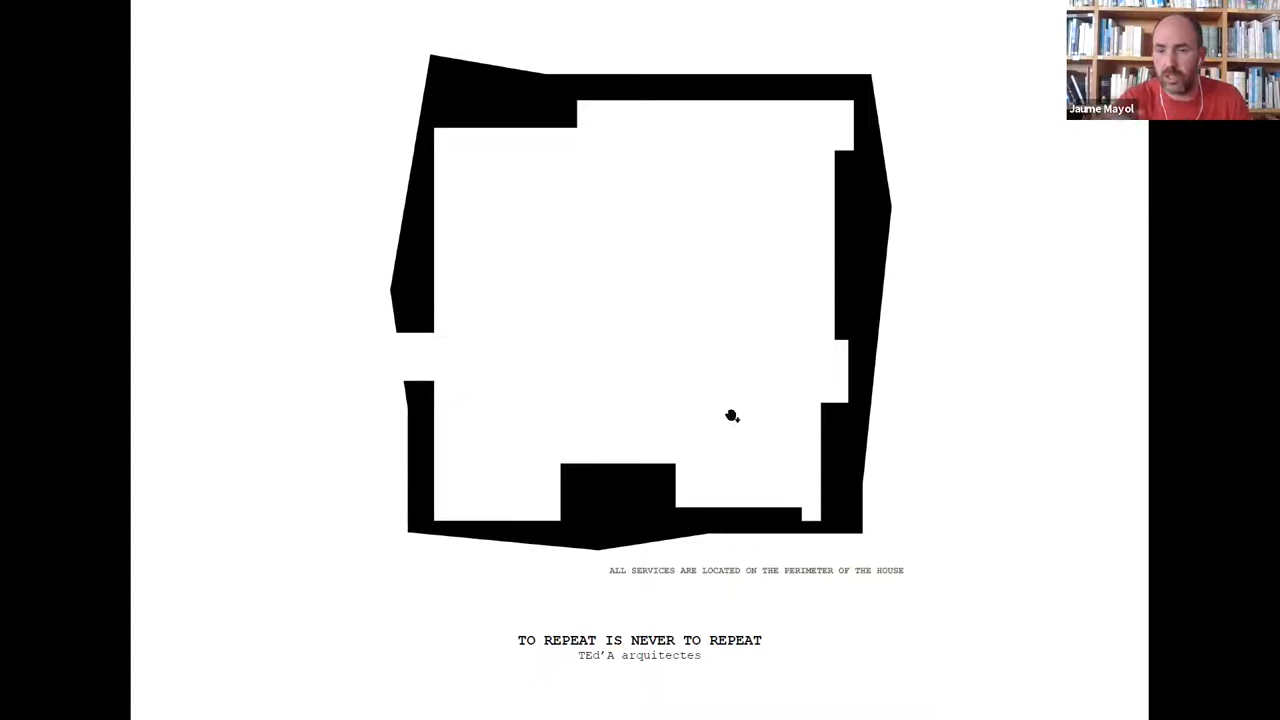 Jaume Mayol
ALL SERVICES ARE LOCATED ON THE PERIMETER OF THE HOUSE
TO REPEAT IS NEVER TO REPEAT
TEd'A arquitectes